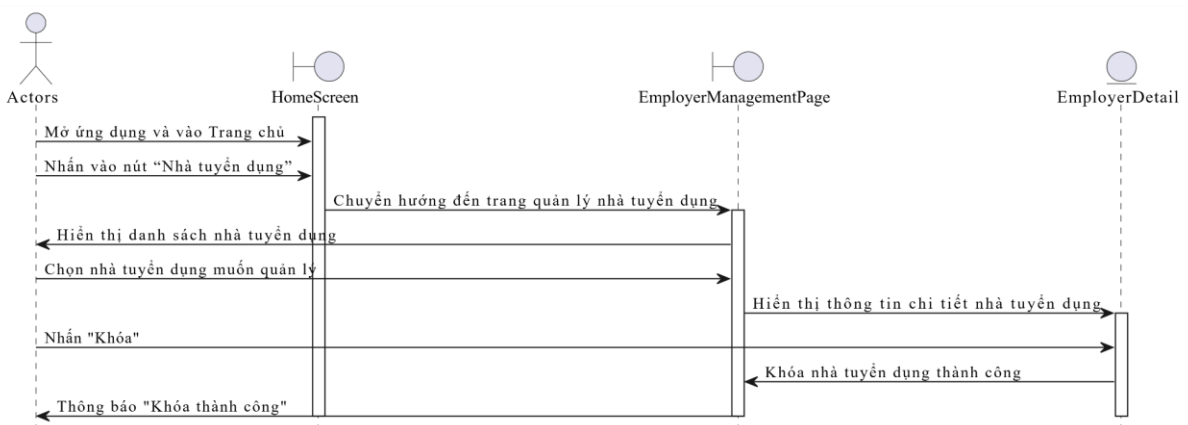 Actors
HomeScreen
EmployerManagementPage
EmployerDetail
Mở ứng dụng và vào Trang chủ
Nhấn vào nút “Nhà tuyển dụng”
Chuyển hướng đến trang quản lý nhà tuyển dụng
Hiển thị danh sách nhà tuyển dụng
Chọn nhà tuyển dụng muốn quản lý
Hiển thị thông tin chi tiết nhà tuyển dụng
Nhấn "Khóa"
Khóa nhà tuyển dụng thành công
Thông báo "Khóa thành công"